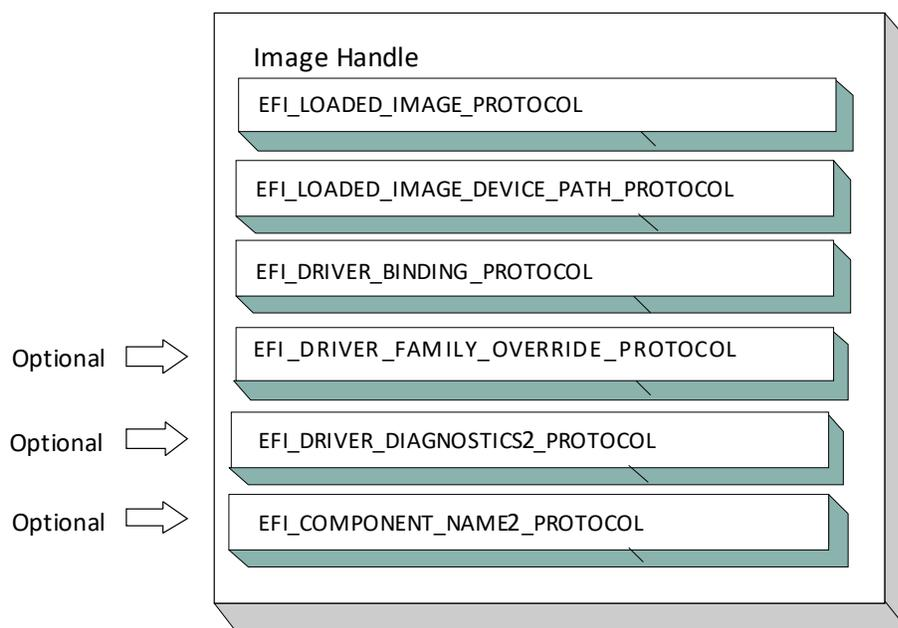 Image Handle
EFI_LOADED_IMAGE_PROTOCOL
EFI_LOADED_IMAGE_DEVICE_PATH_PROTOCOL
EFI_DRIVER_BINDING_PROTOCOL
Optional
EFI_DRIVER_FAMILY_OVERRIDE_PROTOCOL
Optional
EFI_DRIVER_DIAGNOSTICS2_PROTOCOL
Optional
EFI_COMPONENT_NAME2_PROTOCOL